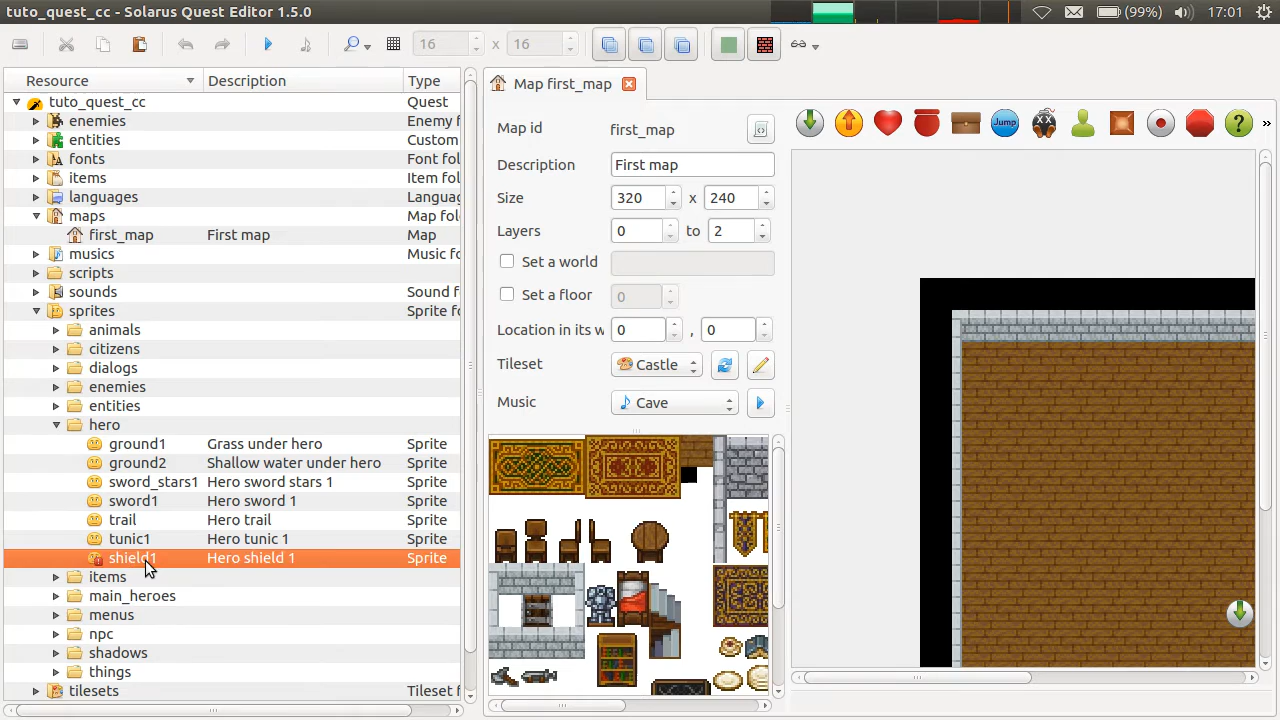 tuto_quest_cc - Solarus Quest Editor 1.5.0
(99%)
17:01
16 x 16
Resource Description Type
tuto_quest_cc Quest
enemies Enemy f
entities Custom
fonts Font fol
items Item fol
languages Languag
maps Map fol
first_map First map Map
musics Music fo
scripts
sounds Sound f
sprites Sprite f
animals
citizens
dialogs
enemies
entities
hero
ground1 Grass under hero Sprite
ground2 Shallow water under hero Sprite
sword_stars1 Hero sword stars 1 Sprite
sword1 Hero sword 1 Sprite
trail Hero trail Sprite
tunic1 Hero tunic 1 Sprite
shield1 Hero shield 1 Sprite
items
main_heroes
menus
npc
shadows
things
tilesets Tileset f
Map first_map
Map id first_map
Description First map
Size 320 x 240
Layers 0 to 2
Set a world
Set a floor 0
Location in its w 0 , 0
Tileset Castle
Music Cave
Jump
XX
?
»